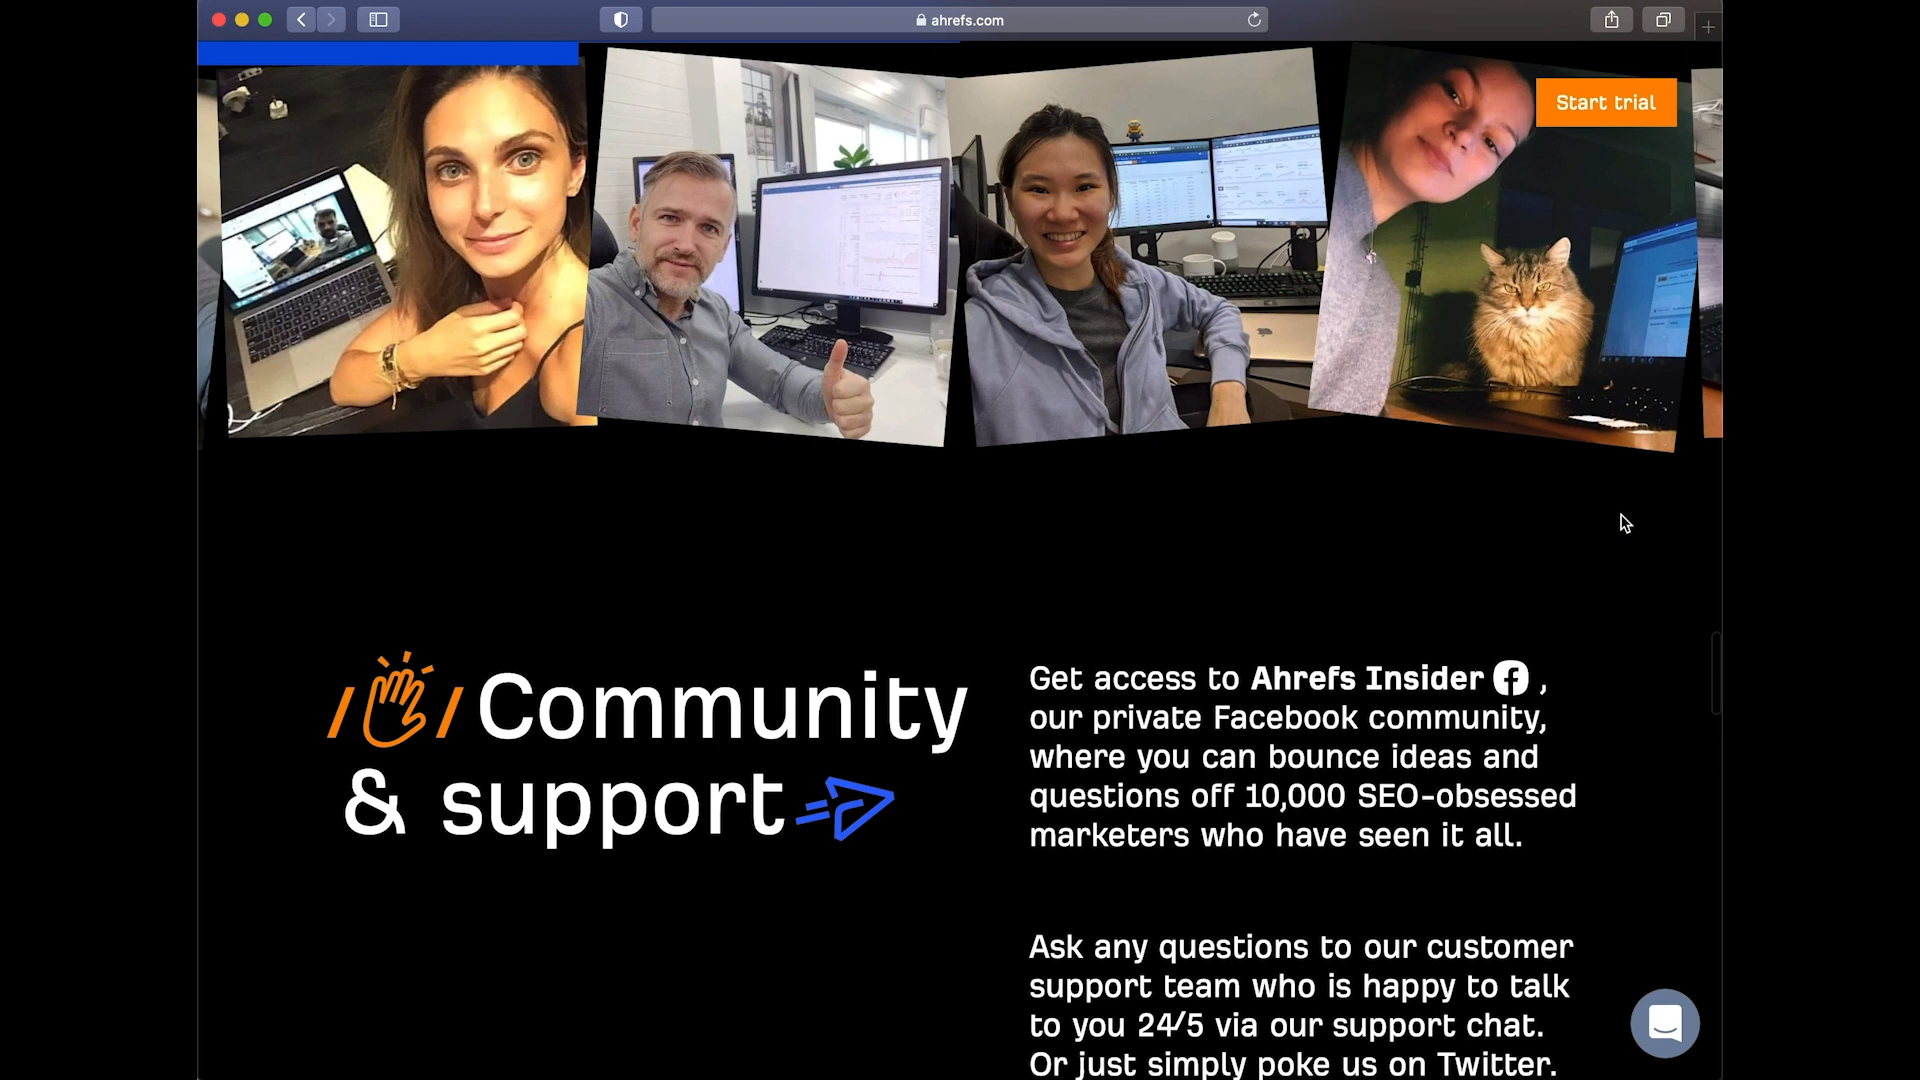 ahrefs.com
Start trial
Community
& support
Get access to Ahrefs Insider ,
our private Facebook community,
where you can bounce ideas and
questions off 10,000 SEO-obsessed
marketers who have seen it all.
Ask any questions to our customer
support team who is happy to talk
to you 24/5 via our support chat.
Or just simply poke us on Twitter.